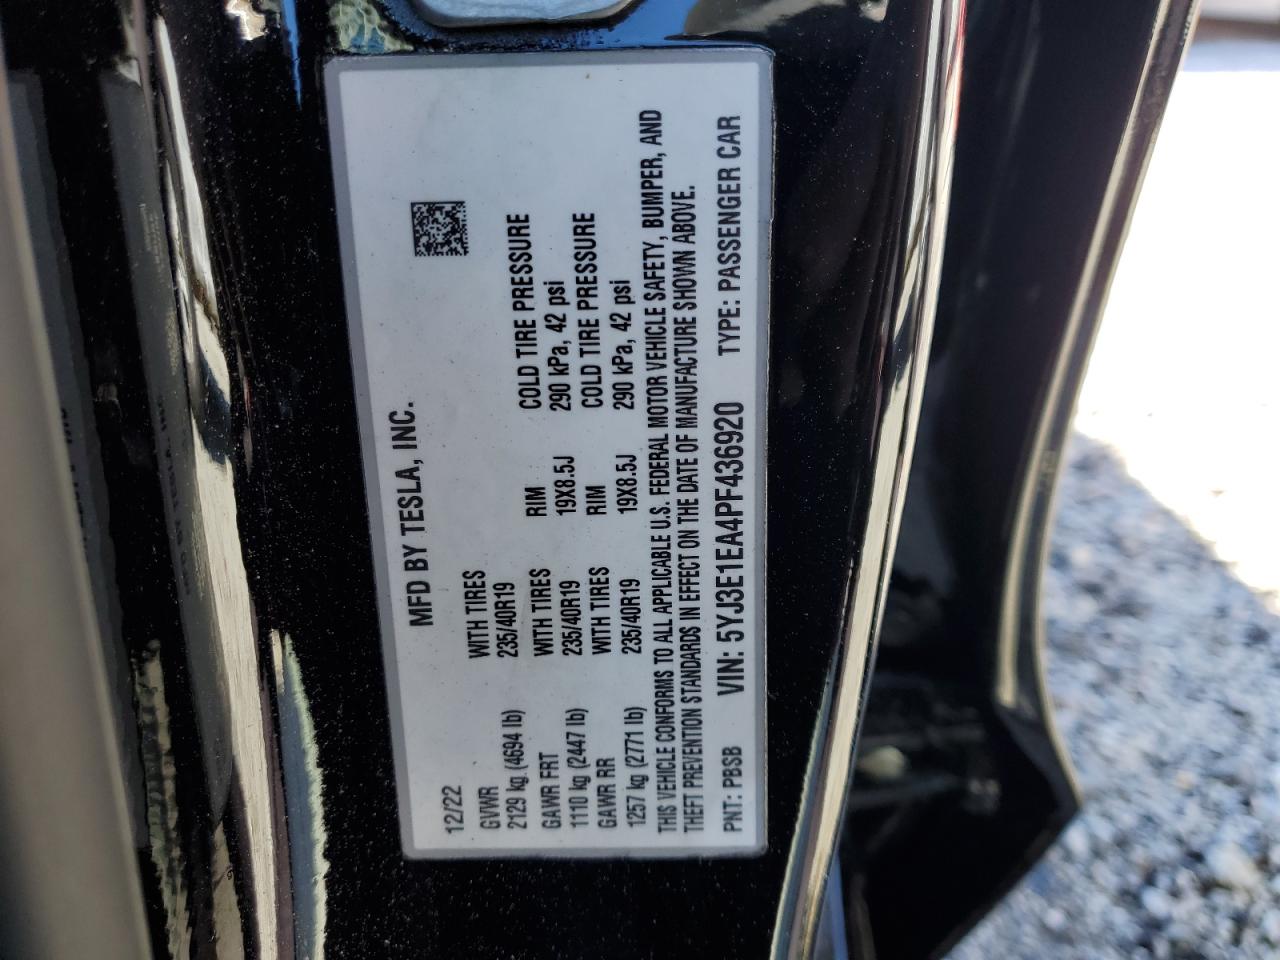 MFD BY TESLA, INC.
12/22
GVWR WITH TIRES
2129 kg. (4694 lb) 235/40R19
GAWR FRT WITH TIRES RIM COLD TIRE PRESSURE
1110 kg (2447 lb) 235/40R19 19X8.5J 290 kPa, 42 psi
GAWR RR WITH TIRES RIM COLD TIRE PRESSURE
1257 kg (2771 lb) 235/40R19 19X8.5J 290 kPa, 42 psi
THIS VEHICLE CONFORMS TO ALL APPLICABLE U.S. FEDERAL MOTOR VEHICLE SAFETY, BUMPER, AND
THEFT PREVENTION STANDARDS IN EFFECT ON THE DATE OF MANUFACTURE SHOWN ABOVE.
PNT: PBSB VIN: 5YJ3E1EA4PF436920 TYPE: PASSENGER CAR